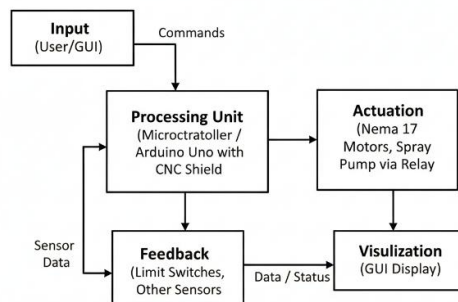 Input
(User/GUI)
Commands
Processing Unit
(Microctratoller /
Arduino Uno with
CNC Shield
Actuation
(Nema 17
Motors, Spray
Pump via Relay
Sensor
Data
Feedback
(Limit Switches,
Other Sensors
Data / Status
Visulization
(GUI Display)